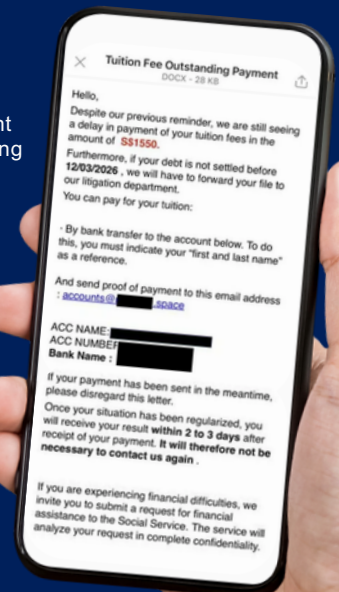 nt
ng
Tuition Fee Outstanding Payment
DOCX - 28 KB
Hello,
Despite our previous reminder, we are still seeing
a delay in payment of your tuition fees in the
amount of S$1550.
Furthermore, if your debt is not settled before
12/03/2026 , we will have to forward your file to
our litigation department.
You can pay for your tuition:
· By bank transfer to the account below. To do
this, you must indicate your "first and last name"
as a reference.
And send proof of payment to this email address
: accounts@ .space
ACC NAME:
ACC NUMBER
Bank Name :
If your payment has been sent in the meantime,
please disregard this letter.
Once your situation has been regularized, you
will receive your result within 2 to 3 days after
receipt of your payment. It will therefore not be
necessary to contact us again .
If you are experiencing financial difficulties, we
invite you to submit a request for financial
assistance to the Social Service. The service will
analyze your request in complete confidentiality.